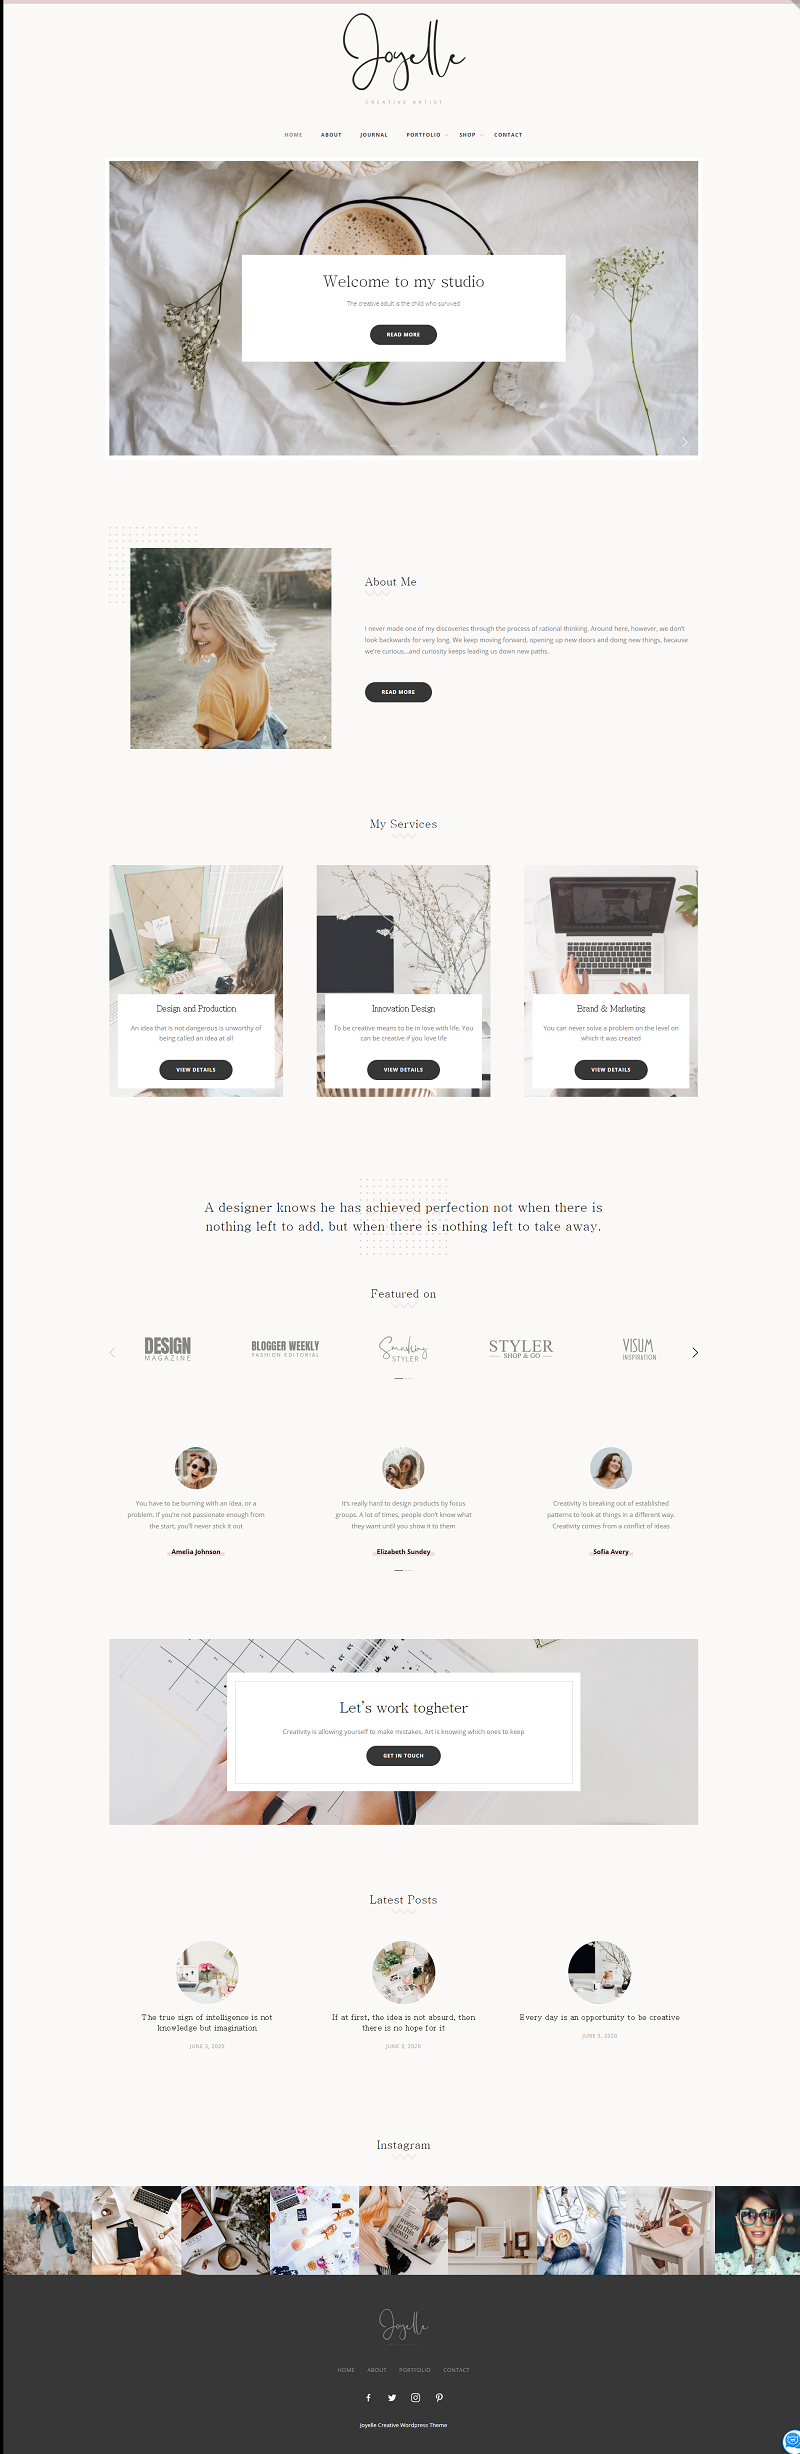 Joyelle
CREATIVE ARTIST
HOME ABOUT JOURNAL PORTFOLIO SHOP CONTACT
Welcome to my studio
The creative adult is the child who survived
READ MORE
About Me
I never made one of my discoveries through the process of rational thinking. Around here, however, we don't
look backwards for very long. We keep moving forward, opening up new doors and doing new things, because
we're curious...and curiosity keeps leading us down new paths.
READ MORE
My Services
Design and Production
An idea that is not dangerous is unworthy of
being called an idea at all
VIEW DETAILS
Innovation Design
To be creative means to be in love with life. You
can be creative if you love life
VIEW DETAILS
Brand & Marketing
You can never solve a problem on the level on
which it was created
VIEW DETAILS
A designer knows he has achieved perfection not when there is
nothing left to add, but when there is nothing left to take away.
Featured on
DESIGN
MAGAZINE
BLOGGER WEEKLY
FASHION EDITORIAL
Smashing
STYLER
STYLER
SHOP & GO
VISUM
INSPIRATION
You have to be burning with an idea, or a
problem. If you're not passionate enough from
the start, you'll never stick it out
Amelia Johnson
It's really hard to design products by focus
groups. A lot of times, people don't know what
they want until you show it to them
Elizabeth Sundey
Creativity is breaking out of established
patterns to look at things in a different way.
Creativity comes from a conflict of ideas
Sofia Avery
Let's work togheter
Creativity is allowing yourself to make mistakes. Art is knowing which ones to keep
GET IN TOUCH
Latest Posts
The true sign of intelligence is not
knowledge but imagination
JUNE 3, 2020
If at first, the idea is not absurd, then
there is no hope for it
JUNE 3, 2020
Every day is an opportunity to be creative
JUNE 3, 2020
Instagram
Joyelle
HOME ABOUT PORTFOLIO CONTACT
Joyelle Creative Wordpress Theme